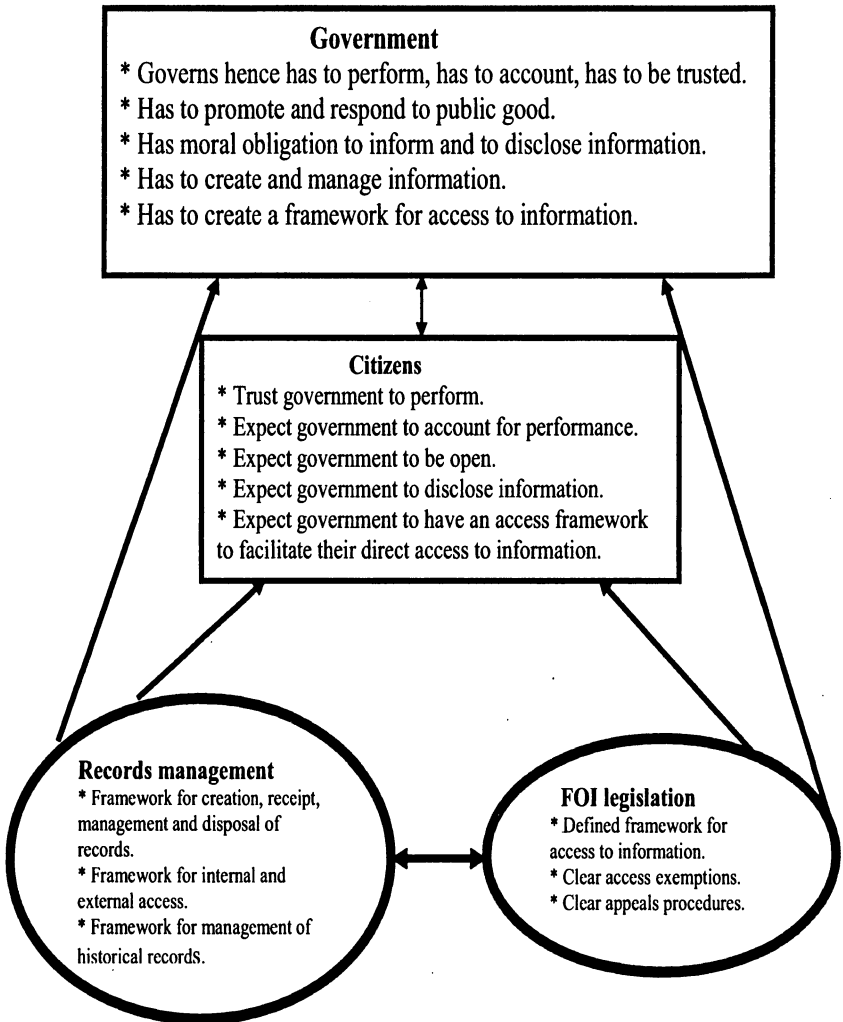 Government
* Governs hence has to perform, has to account, has to be trusted.
* Has to promote and respond to public good.
* Has moral obligation to inform and to disclose information.
* Has to create and manage information.
* Has to create a framework for access to information.
Citizens
* Trust government to perform.
* Expect government to account for performance.
* Expect government to be open.
* Expect government to disclose information.
* Expect government to have an access framework
to facilitate their direct access to information.
Records management
* Framework for creation, receipt,
management and disposal of
records.
* Framework for internal and
external access.
* Framework for management of
historical records.
FOI legislation
* Defined framework for
access to information.
* Clear access exemptions.
* Clear appeals procedures.